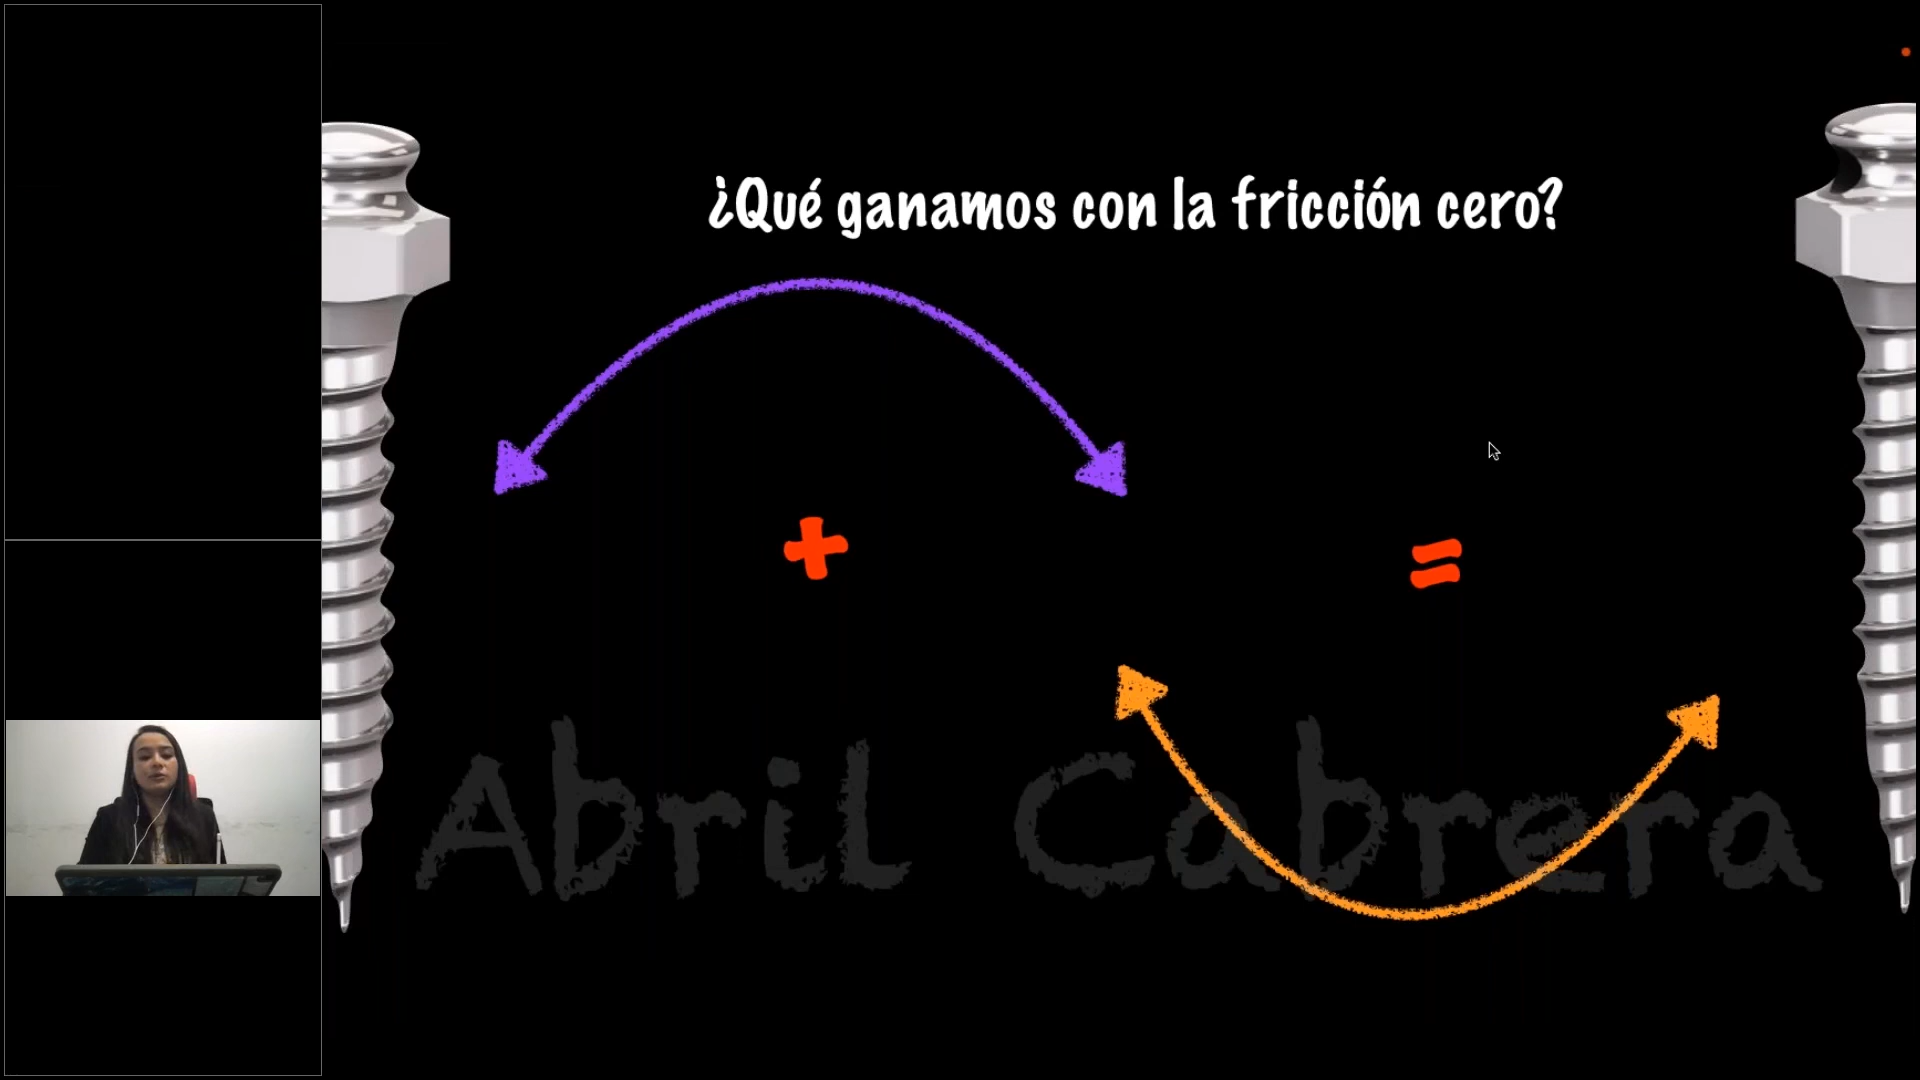 ¿Qué ganamos con la fricción cero?
+
=
Abril Cabrera